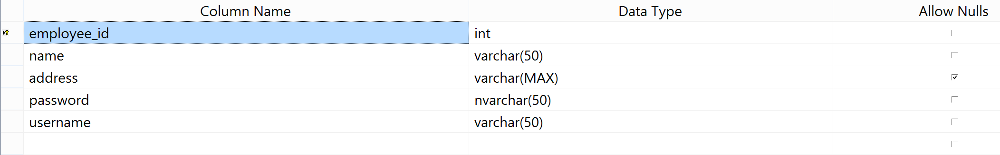 Column Name Data Type Allow Nulls
employee_id int
name varchar(50)
address varchar(MAX)
password nvarchar(50)
username varchar(50)